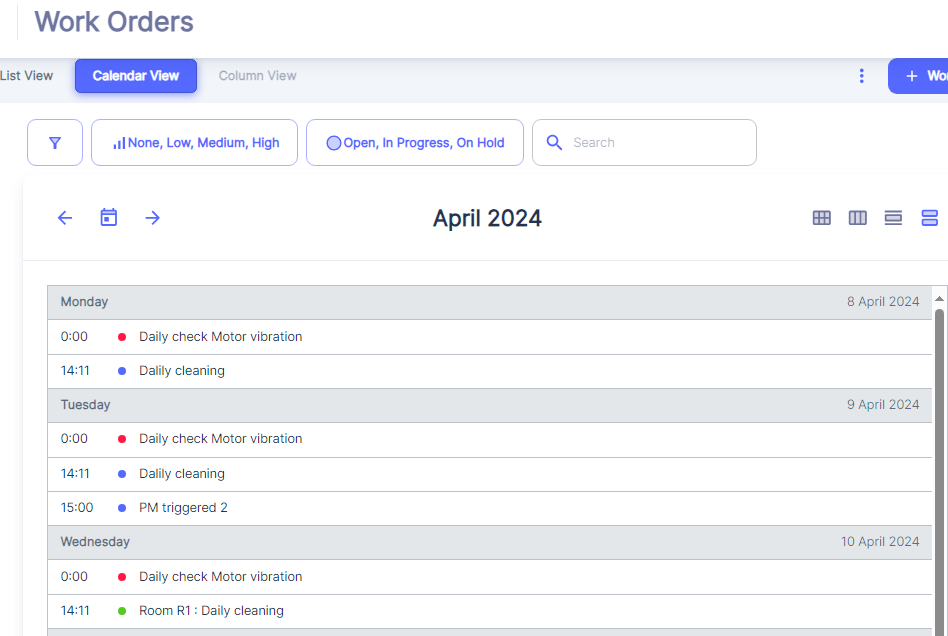 Work Orders
List View Calendar View Column View + Wo
None, Low, Medium, High Open, In Progress, On Hold Search
April 2024
Monday 8 April 2024
0:00 Daily check Motor vibration
14:11 Dalily cleaning
Tuesday 9 April 2024
0:00 Daily check Motor vibration
14:11 Dalily cleaning
15:00 PM triggered 2
Wednesday 10 April 2024
0:00 Daily check Motor vibration
14:11 Room R1 : Daily cleaning